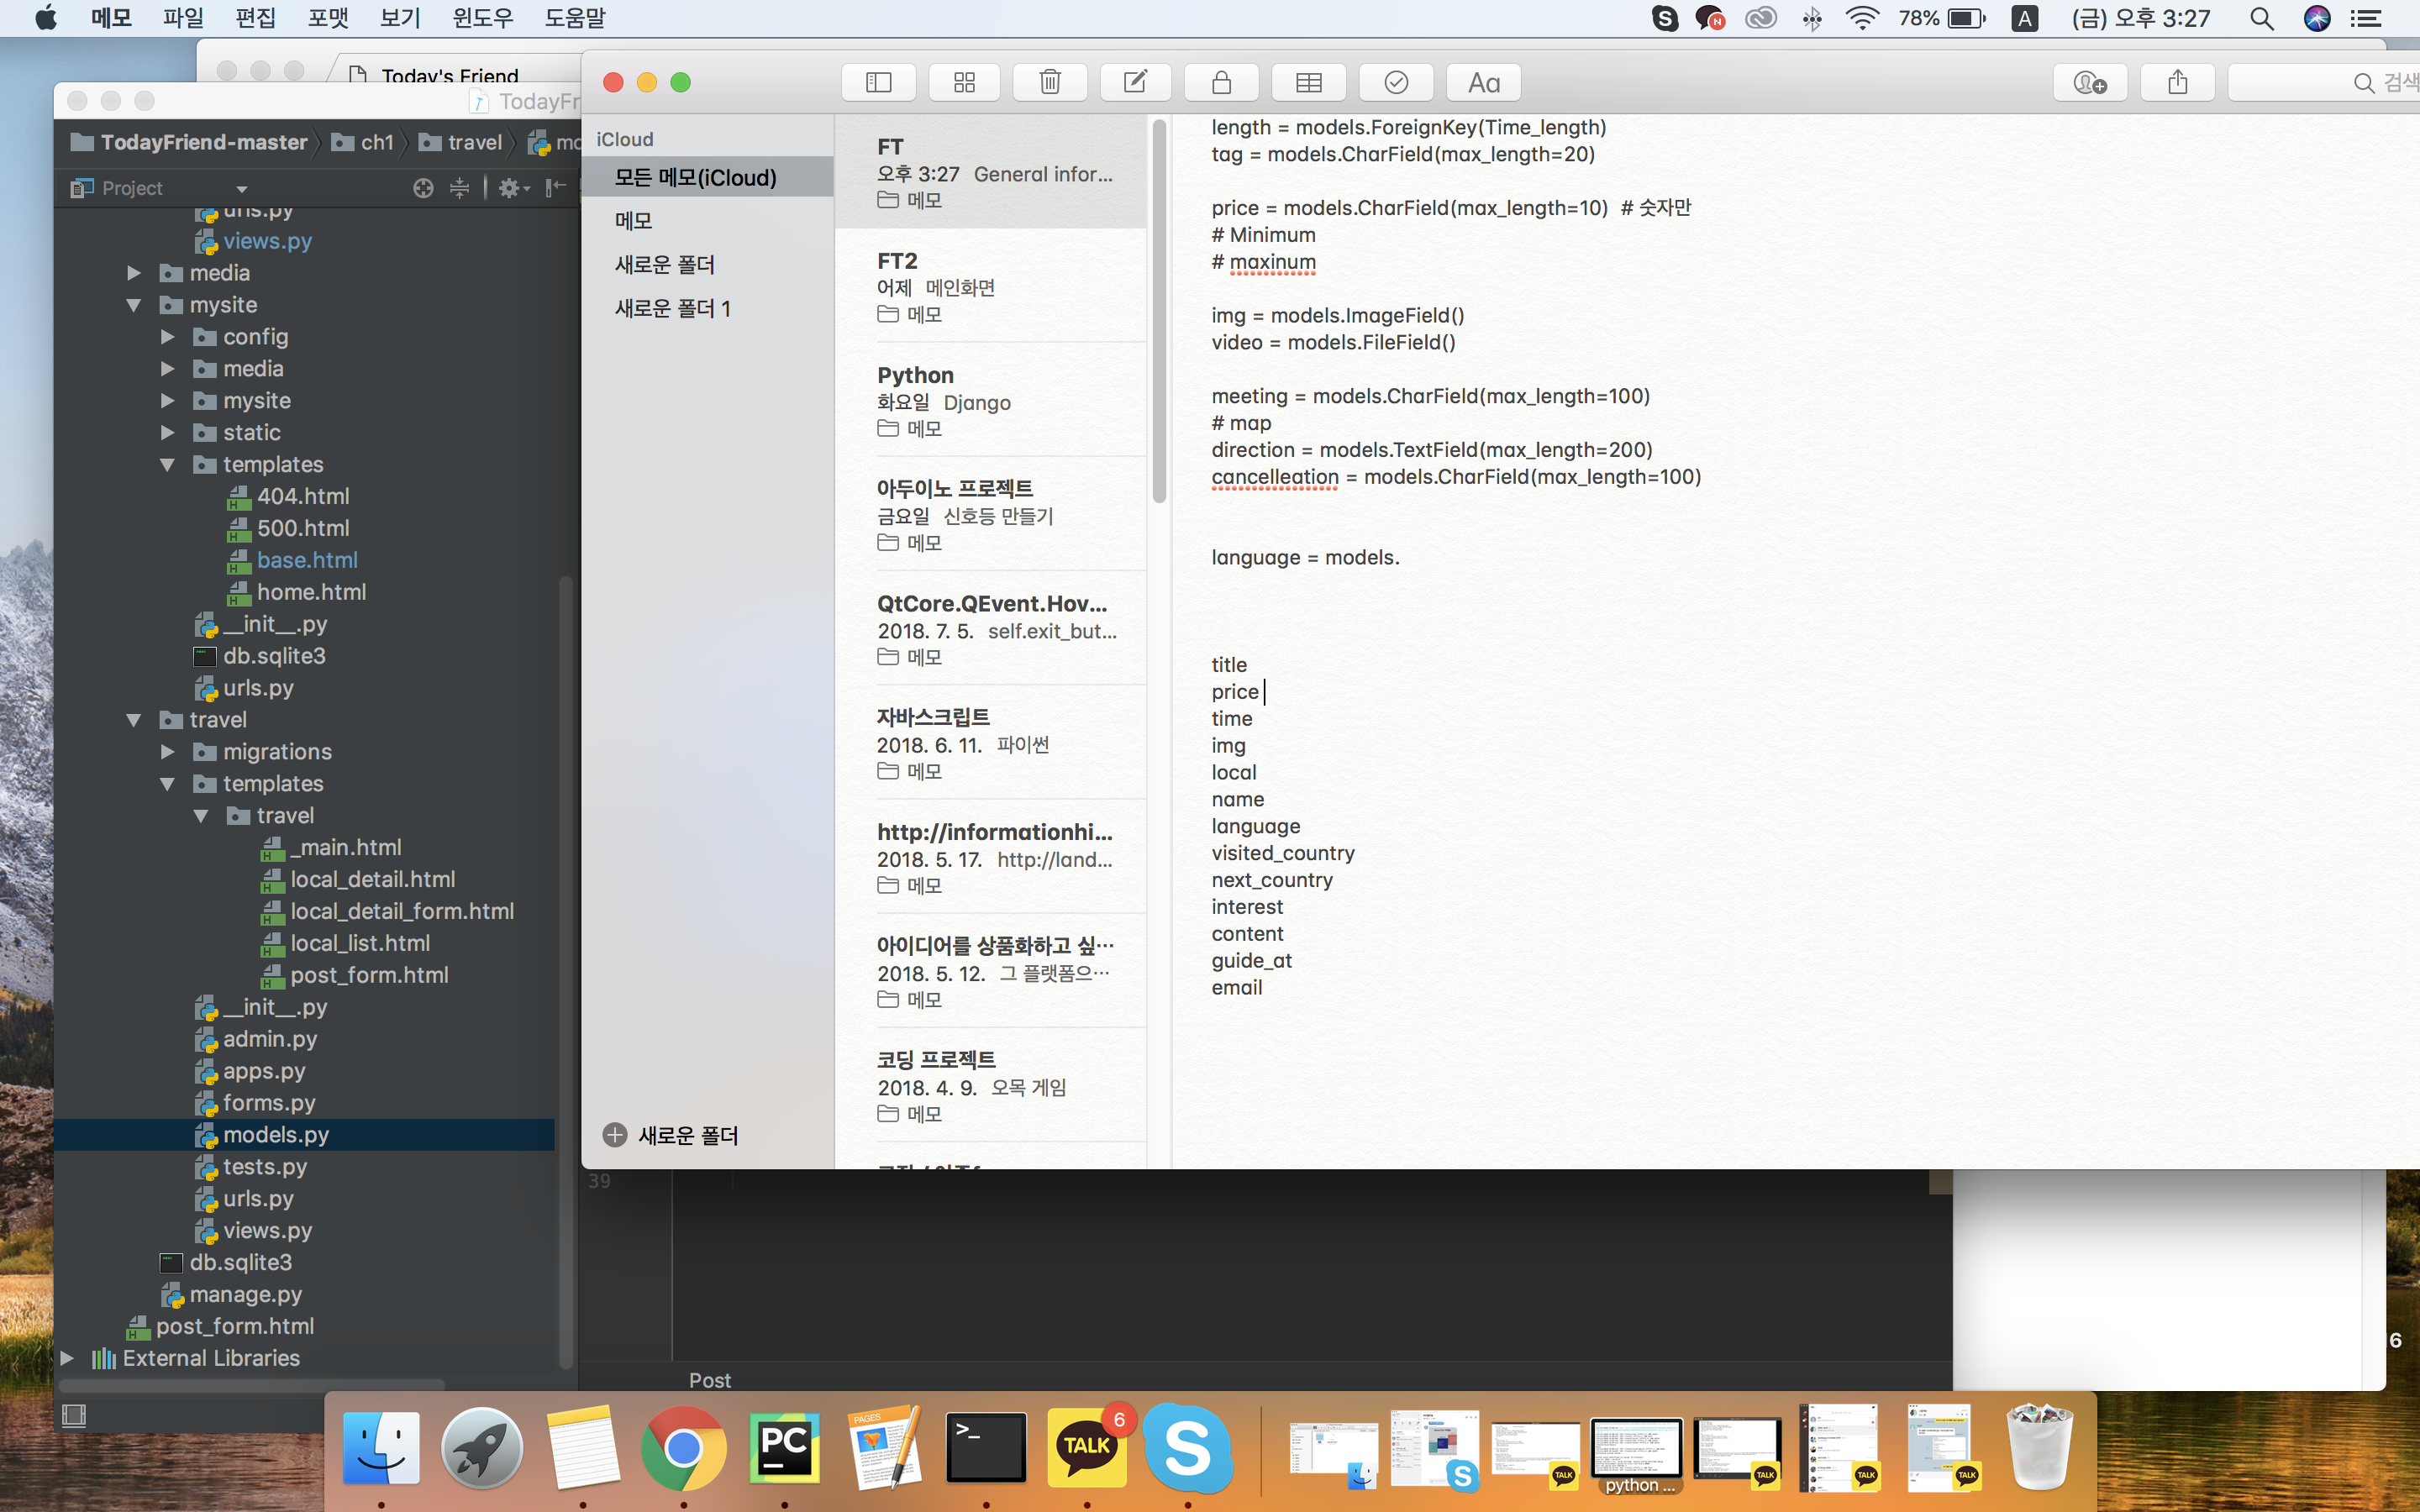 메모 파일 편집 포맷 보기 윈도우 도움말
78% A (금) 오후 3:27
Today's Friend
TodayFr
검색
TodayFriend-master ch1 travel mo
Project
urls.py
views.py
media
mysite
config
media
mysite
static
templates
404.html
500.html
base.html
home.html
__init__.py
db.sqlite3
urls.py
travel
migrations
templates
travel
_main.html
local_detail.html
local_detail_form.html
local_list.html
post_form.html
__init__.py
admin.py
apps.py
forms.py
models.py
tests.py
urls.py
views.py
db.sqlite3
manage.py
post_form.html
External Libraries
iCloud
모든 메모(iCloud)
메모
새로운 폴더
새로운 폴더 1
새로운 폴더
FT
오후 3:27 General infor...
메모
FT2
어제 메인화면
메모
Python
화요일 Django
메모
아두이노 프로젝트
금요일 신호등 만들기
메모
QtCore.QEvent.Hov...
2018. 7. 5. self.exit_but...
메모
자바스크립트
2018. 6. 11. 파이썬
메모
http://informationhi...
2018. 5. 17. http://land...
메모
아이디어를 상품화하고 싶…
2018. 5. 12. 그 플랫폼으…
메모
코딩 프로젝트
2018. 4. 9. 오목 게임
메모
Aa
length = models.ForeignKey(Time_length)
tag = models.CharField(max_length=20)
price = models.CharField(max_length=10) # 숫자만
# Minimum
# maxinum
img = models.ImageField()
video = models.FileField()
meeting = models.CharField(max_length=100)
# map
direction = models.TextField(max_length=200)
cancelleation = models.CharField(max_length=100)
language = models.
title
price
time
img
local
name
language
visited_country
next_country
interest
content
guide_at
email
39
Post
6
PAGES
PC
TALK
6
S
python ...
TALK
TALK
TALK
TALK